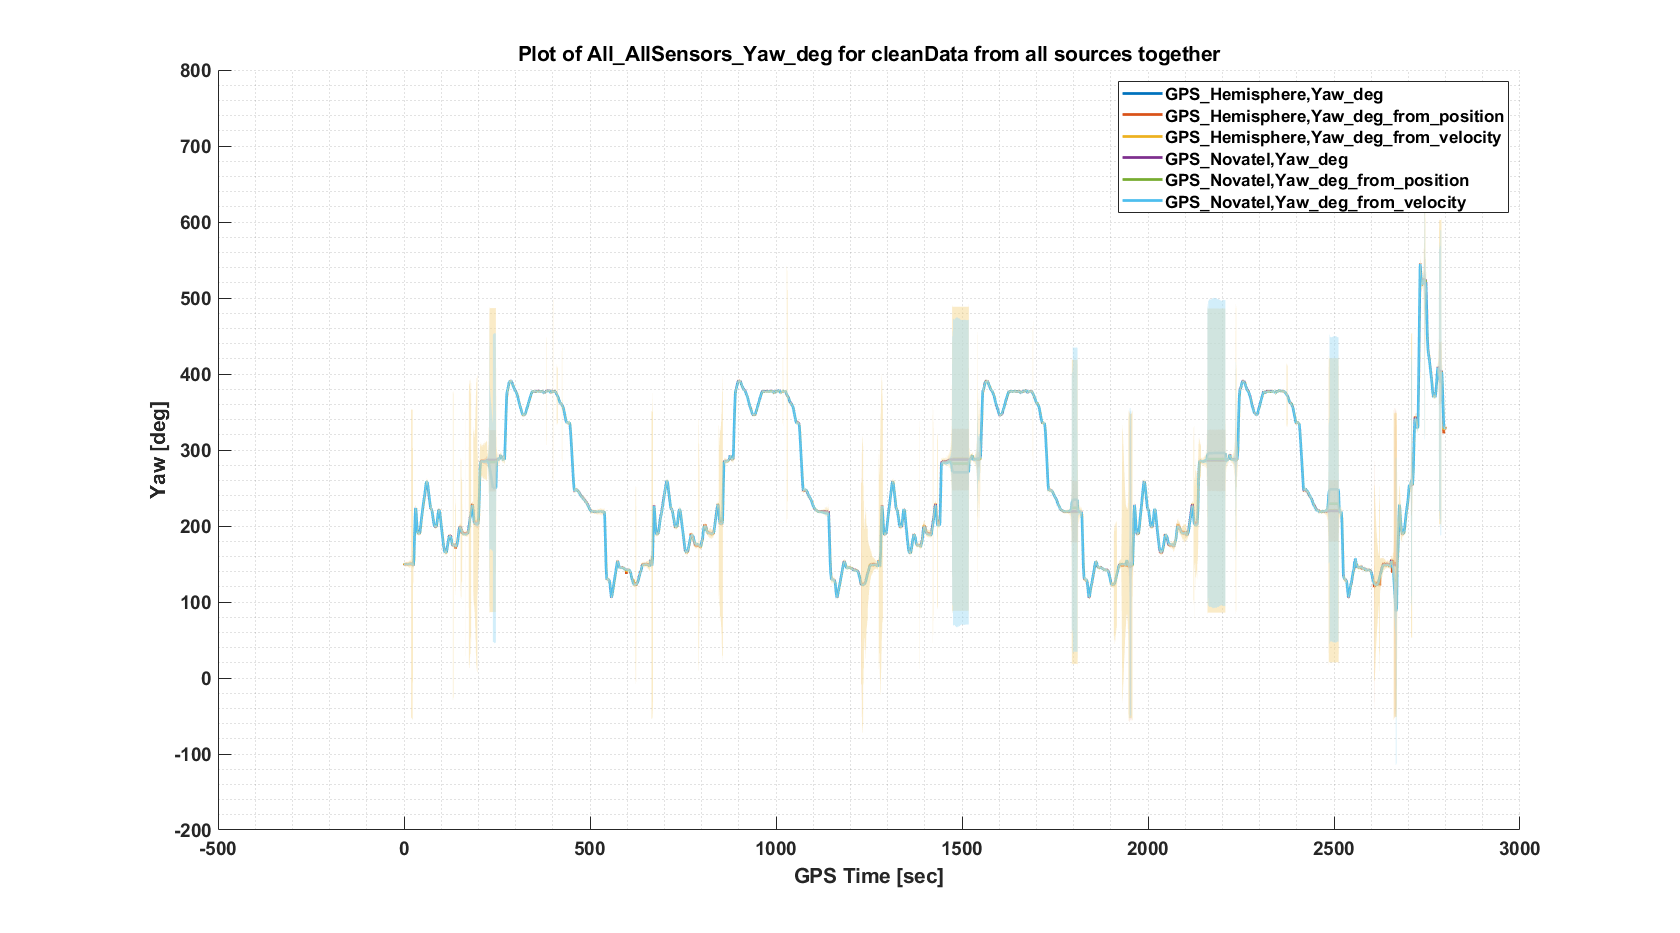 Plot of All_AllSensors_Yaw_deg for cleanData from all sources together
800
700
600
500
400
300
200
100
0
-100
-200
Yaw [deg]
GPS_Hemisphere,Yaw_deg
GPS_Hemisphere,Yaw_deg_from_position
GPS_Hemisphere,Yaw_deg_from_velocity
GPS_Novatel,Yaw_deg
GPS_Novatel,Yaw_deg_from_position
GPS_Novatel,Yaw_deg_from_velocity
-500 0 500 1000 1500 2000 2500 3000
GPS Time [sec]